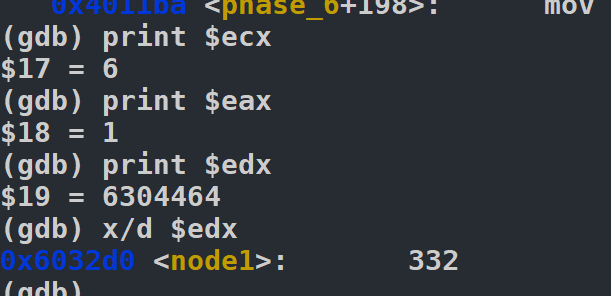 0x4011ba <phase_6+198>: mov
(gdb) print $ecx
$17 = 6
(gdb) print $eax
$18 = 1
(gdb) print $edx
$19 = 6304464
(gdb) x/d $edx
0x6032d0 <node1>: 332
(gdb)